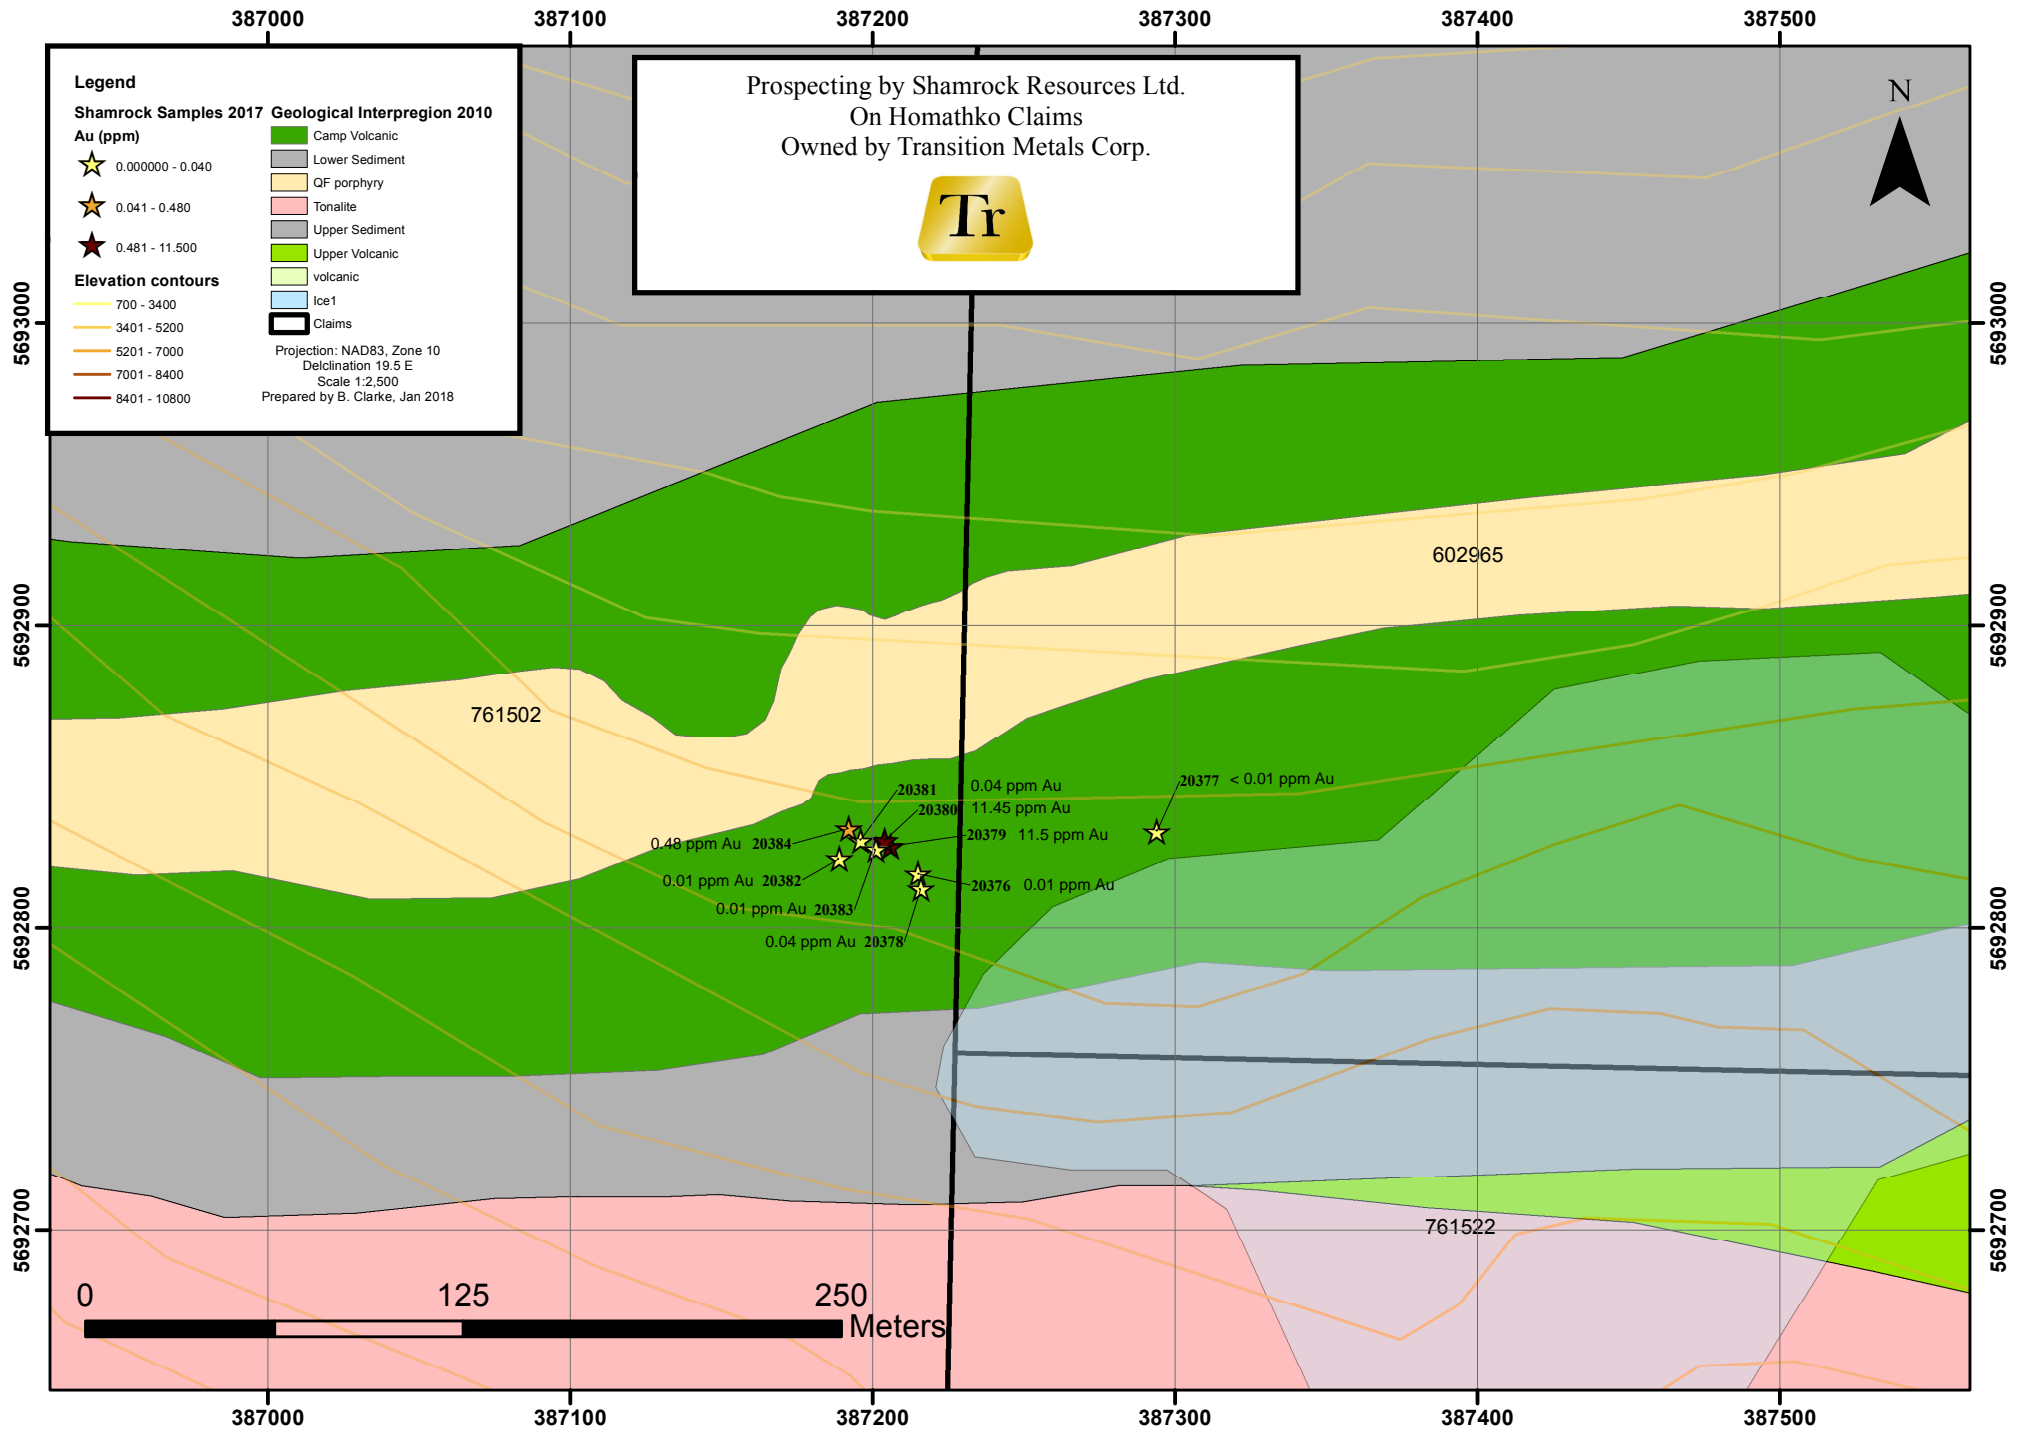 387000 387100 387200 387300 387400 387500
Legend
Shamrock Samples 2017
Au (ppm)
0.000000 - 0.040
0.041 - 0.480
0.481 - 11.500
Elevation contours
700 - 3400
3401 - 5200
5201 - 7000
7001 - 8400
8401 - 10800
Geological Interpregion 2010
Camp Volcanic
Lower Sediment
QF porphyry
Tonalite
Upper Sediment
Upper Volcanic
volcanic
Ice1
Claims
Projection: NAD83, Zone 10
Delclination 19.5 E
Scale 1:2,500
Prepared by B. Clarke, Jan 2018
Prospecting by Shamrock Resources Ltd.
On Homathko Claims
Owned by Transition Metals Corp.
Tr
N
5693000 5693000
602965
5692900 5692900
761502
20377 < 0.01 ppm Au
20381 0.04 ppm Au
20380 11.45 ppm Au
20379 11.5 ppm Au
0.48 ppm Au 20384
0.01 ppm Au 20382
20376 0.01 ppm Au
0.01 ppm Au 20383
0.04 ppm Au 20378
5692800 5692800
761522
5692700 5692700
0 125 250
Meters
387000 387100 387200 387300 387400 387500